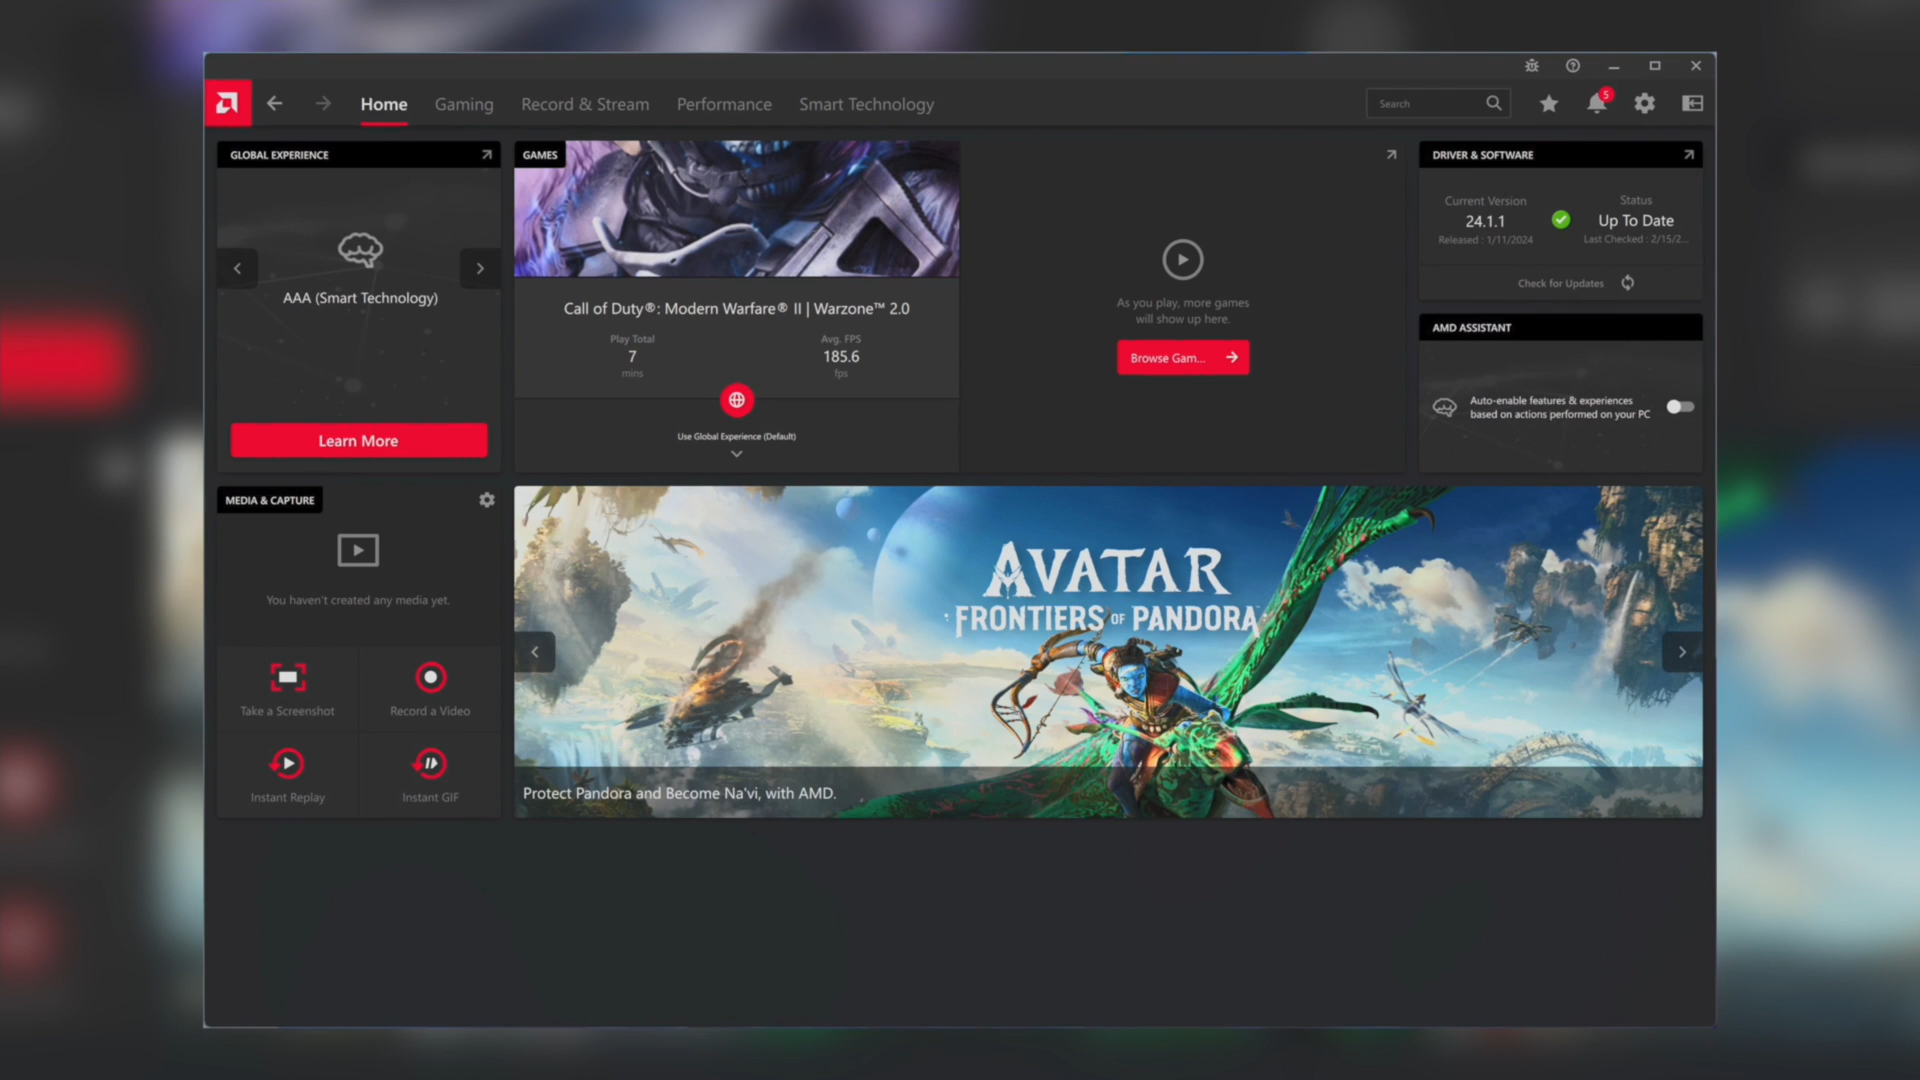 Home
Gaming
Record & Stream
Performance
Smart Technology
Search
5
GLOBAL EXPERIENCE
AAA (Smart Technology)
Learn More
GAMES
Call of Duty®: Modern Warfare® II | Warzone™ 2.0
Play Total
7
mins
Avg. FPS
185.6
fps
Use Global Experience (Default)
As you play, more games
will show up here.
Browse Gam...
DRIVER & SOFTWARE
Current Version
24.1.1
Released : 1/11/2024
Status
Up To Date
Last Checked : 2/15/2...
Check for Updates
AMD ASSISTANT
Auto-enable features & experiences
based on actions performed on your PC
MEDIA & CAPTURE
You haven't created any media yet.
Take a Screenshot
Record a Video
Instant Replay
Instant GIF
AVATAR
FRONTIERS OF PANDORA
Protect Pandora and Become Na'vi, with AMD.